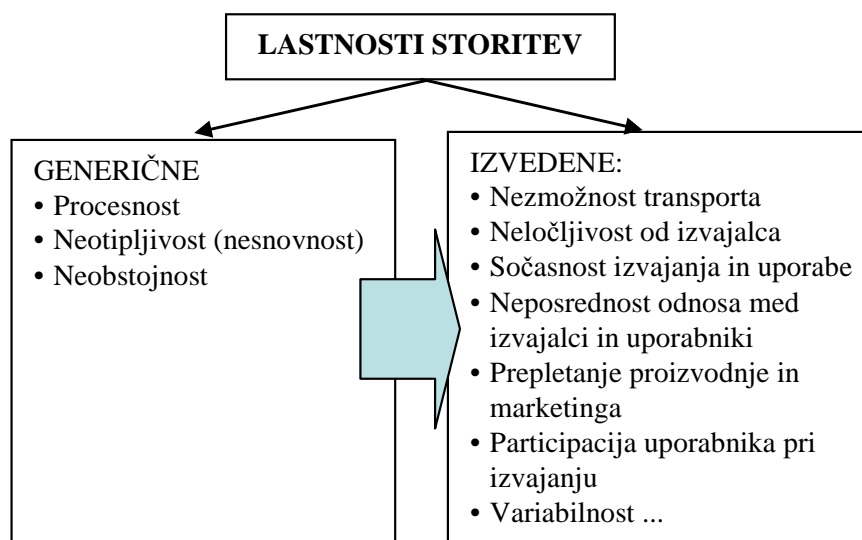 LASTNOSTI STORITEV
GENERIČNE
• Procesnost
• Neotipljivost (nesnovnost)
• Neobstojnost
IZVEDENE:
• Nezmožnost transporta
• Neločljivost od izvajalca
• Sočasnost izvajanja in uporabe
• Neposrednost odnosa med
izvajalci in uporabniki
• Prepletanje proizvodnje in
marketinga
• Participacija uporabnika pri
izvajanju
• Variabilnost ...